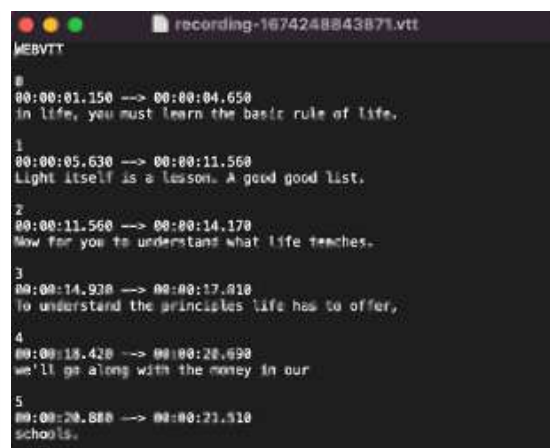 recording-1674248843871.vtt
WEBVTT
0
00:00:01.150 --> 00:00:04.650
in life, you must learn the basic rule of life.
1
00:00:05.630 --> 00:00:11.560
Light itself is a lesson. A good good list.
2
00:00:11.560 --> 00:00:14.170
Now for you to understand what life teaches.
3
00:00:14.930 --> 00:00:17.810
To understand the principles life has to offer,
4
00:00:18.420 --> 00:00:20.690
we'll go along with the money in our
5
00:00:20.880 --> 00:00:21.510
schools.